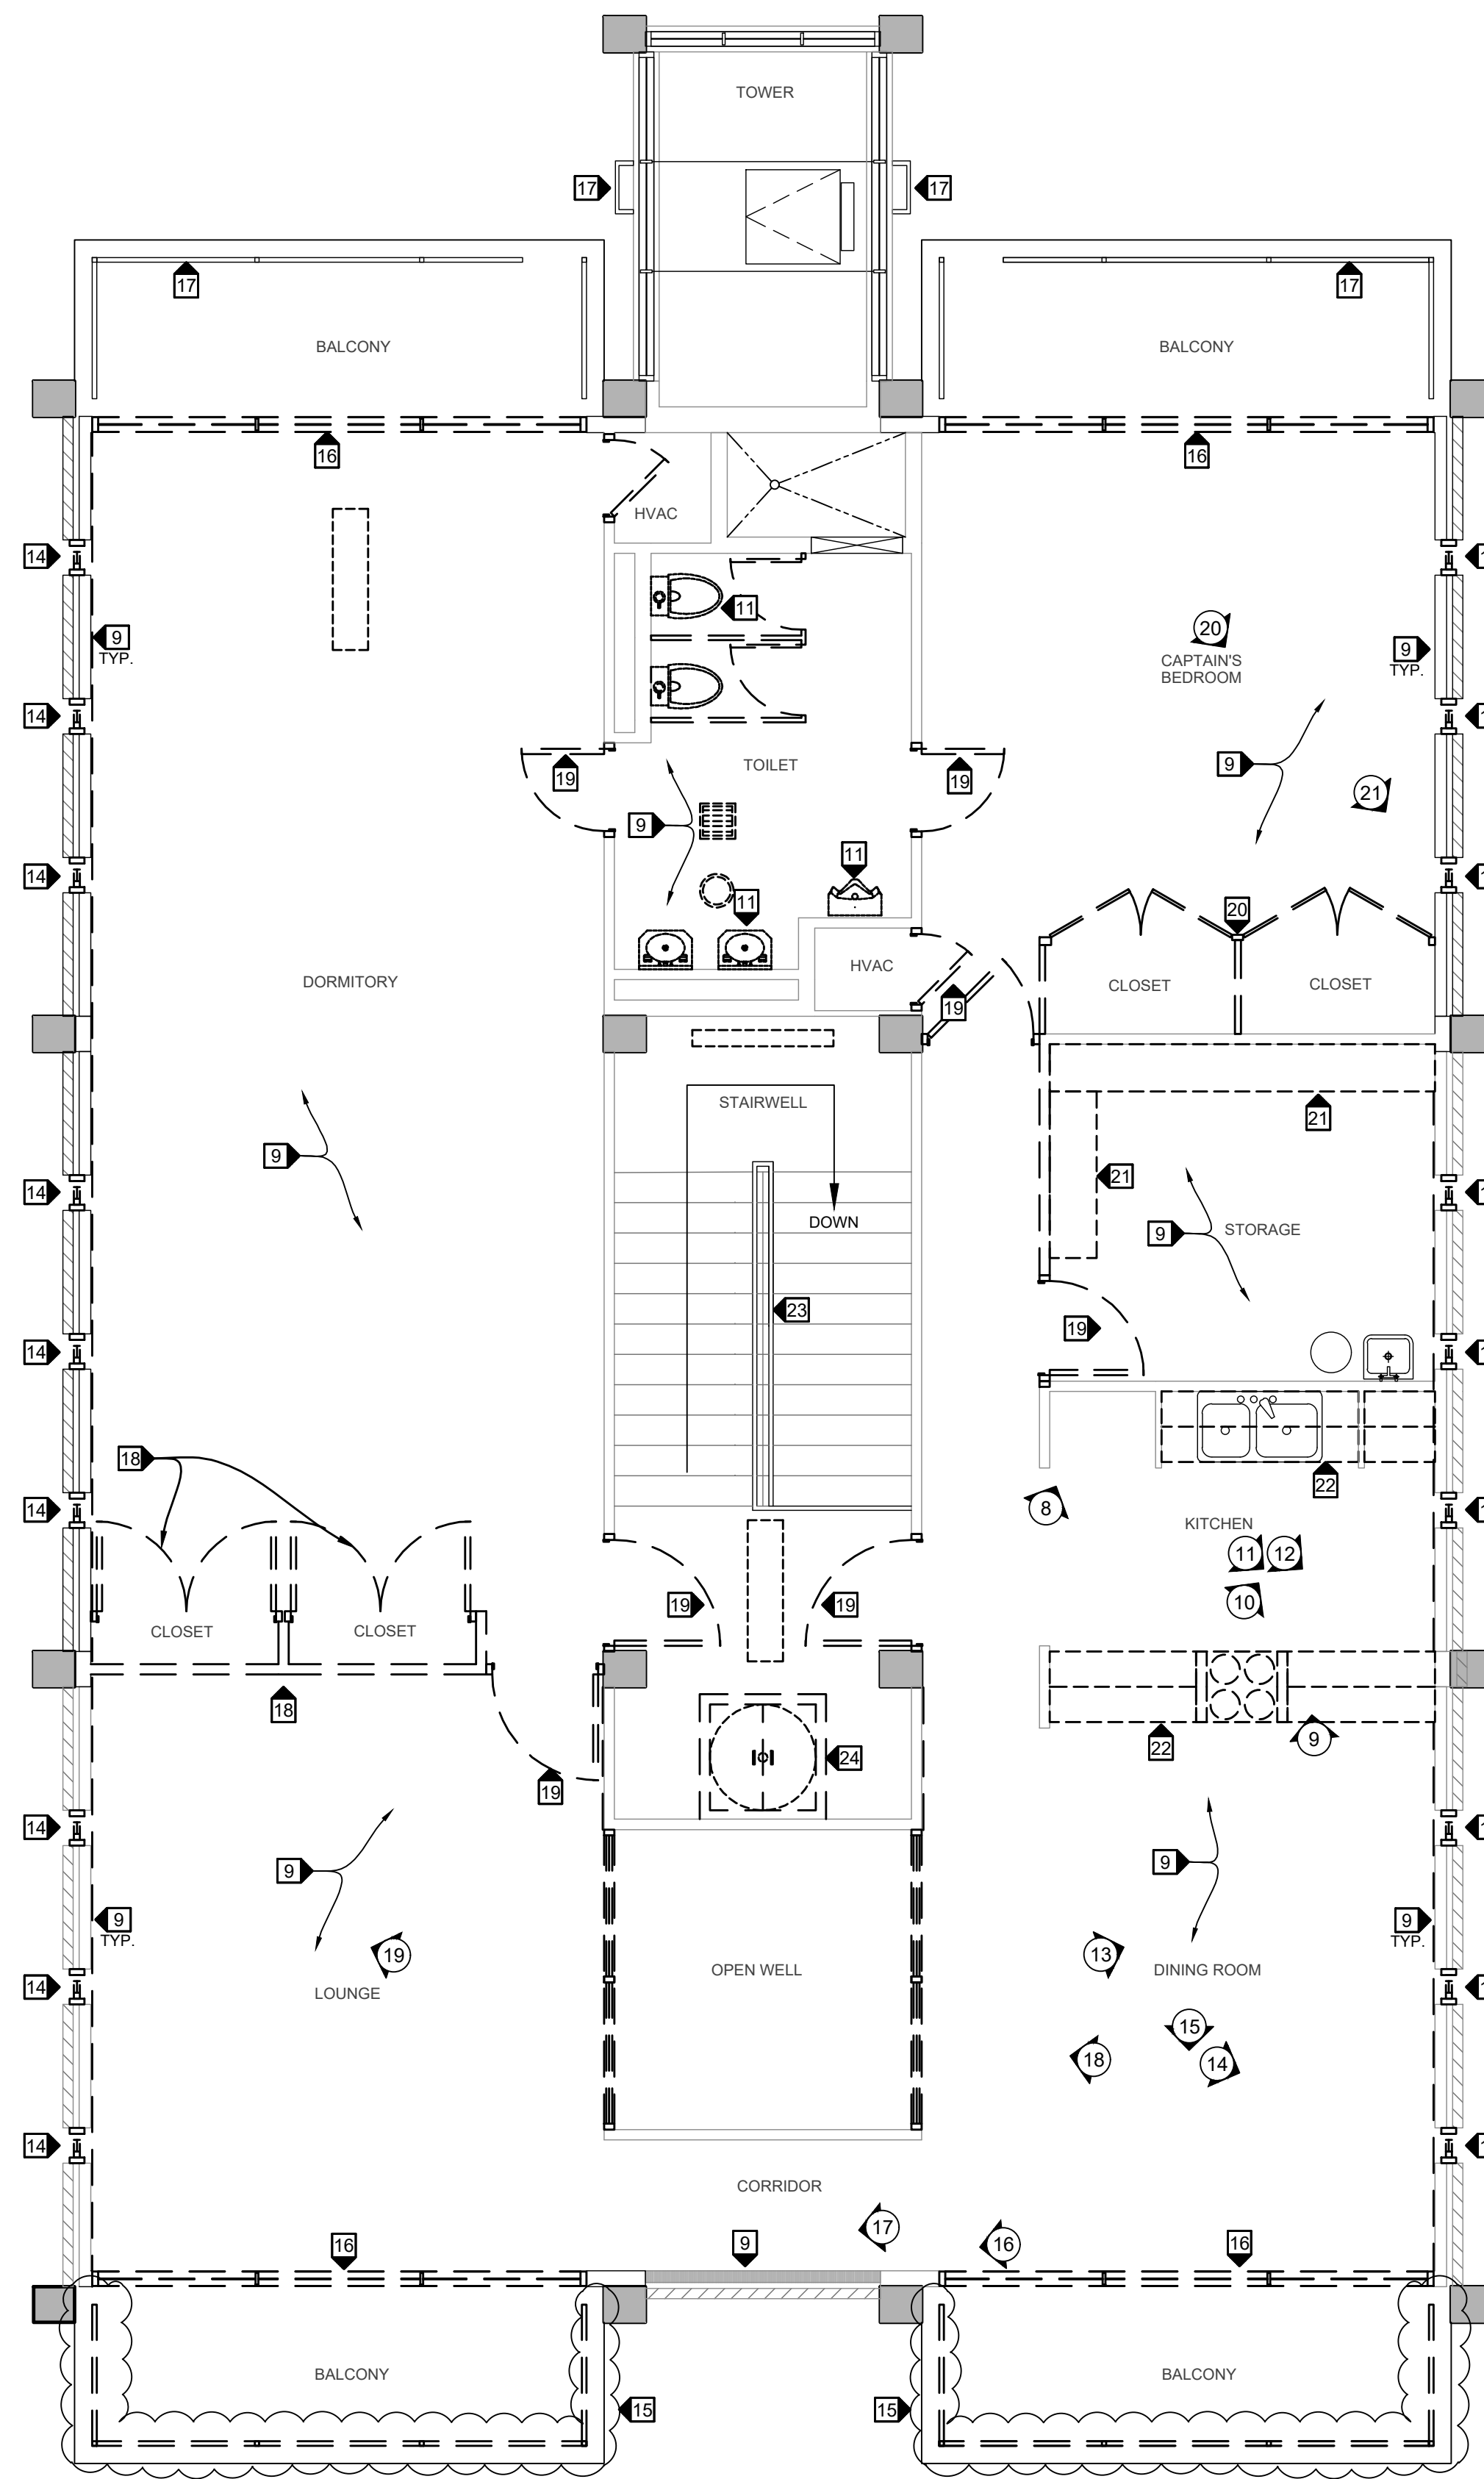 TOWER
17
17
17
17
BALCONY
BALCONY
16
16
HVAC
14
11
20
9
TYP.
CAPTAIN'S
BEDROOM
9
TYP.
14
19
TOILET
19
9
21
9
11
14
11
20
HVAC
DORMITORY
CLOSET
CLOSET
19
STAIRWELL
21
9
21
14
DOWN
9
STORAGE
23
19
14
18
22
14
8
KITCHEN
11
12
10
19
19
CLOSET
CLOSET
18
22
9
24
19
14
9
9
9
TYP.
9
TYP.
19
13
LOUNGE
OPEN WELL
DINING ROOM
14
15
18
14
14
CORRIDOR
17
16
16
9
16
BALCONY
BALCONY
15
15